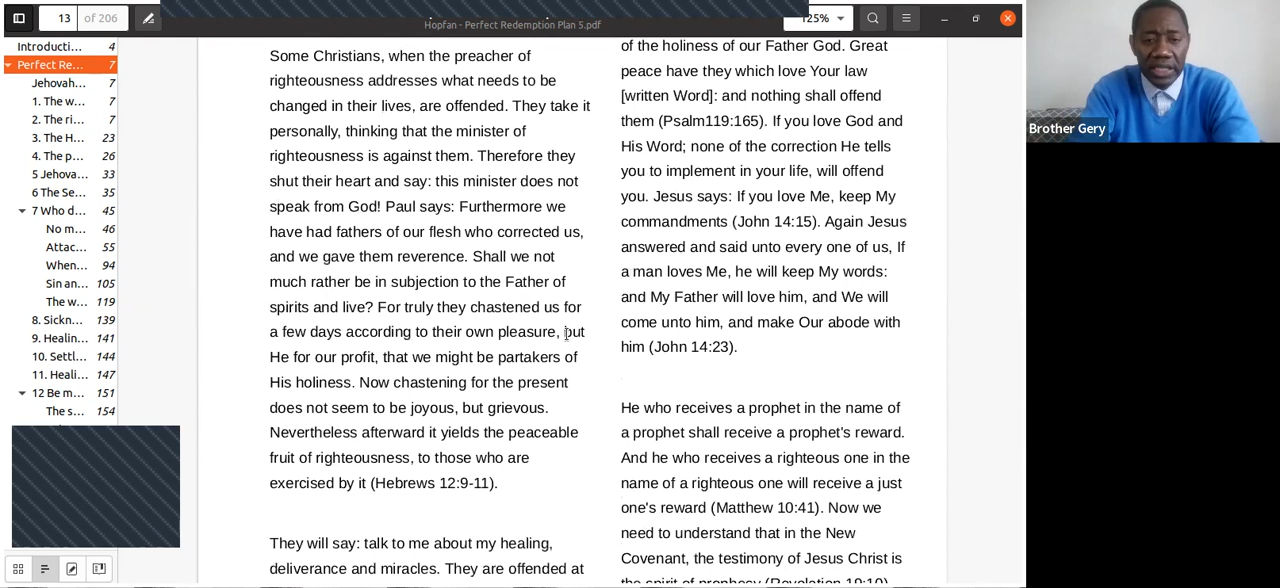 13 of 206
Hopfan - Perfect Redemption Plan 5.pdf
125%
Introducti... 4
Perfect Re... 7
Jehovah... 7
1. The w... 7
2. The ri... 7
3. The H... 23
4. The p... 26
5 Jehova... 33
6 The Se... 35
7 Who d... 45
No m... 46
Attac... 55
When... 94
Sin an... 105
The w... 119
8. Sickn... 139
9. Healin... 141
10. Settl... 144
11. Heali... 147
12 Be m... 151
The s... 154
Some Christians, when the preacher of
righteousness addresses what needs to be
changed in their lives, are offended. They take it
personally, thinking that the minister of
righteousness is against them. Therefore they
shut their heart and say: this minister does not
speak from God! Paul says: Furthermore we
have had fathers of our flesh who corrected us,
and we gave them reverence. Shall we not
much rather be in subjection to the Father of
spirits and live? For truly they chastened us for
a few days according to their own pleasure, but
He for our profit, that we might be partakers of
His holiness. Now chastening for the present
does not seem to be joyous, but grievous.
Nevertheless afterward it yields the peaceable
fruit of righteousness, to those who are
exercised by it (Hebrews 12:9-11).
They will say: talk to me about my healing,
deliverance and miracles. They are offended at
of the holiness of our Father God. Great
peace have they which love Your law
[written Word]: and nothing shall offend
them (Psalm119:165). If you love God and
His Word; none of the correction He tells
you to implement in your life, will offend
you. Jesus says: If you love Me, keep My
commandments (John 14:15). Again Jesus
answered and said unto every one of us, If
a man loves Me, he will keep My words:
and My Father will love him, and We will
come unto him, and make Our abode with
him (John 14:23).
He who receives a prophet in the name of
a prophet shall receive a prophet's reward.
And he who receives a righteous one in the
name of a righteous one will receive a just
one's reward (Matthew 10:41). Now we
need to understand that in the New
Covenant, the testimony of Jesus Christ is
the spirit of prophecy (Revelation 19:10)
Brother Gery